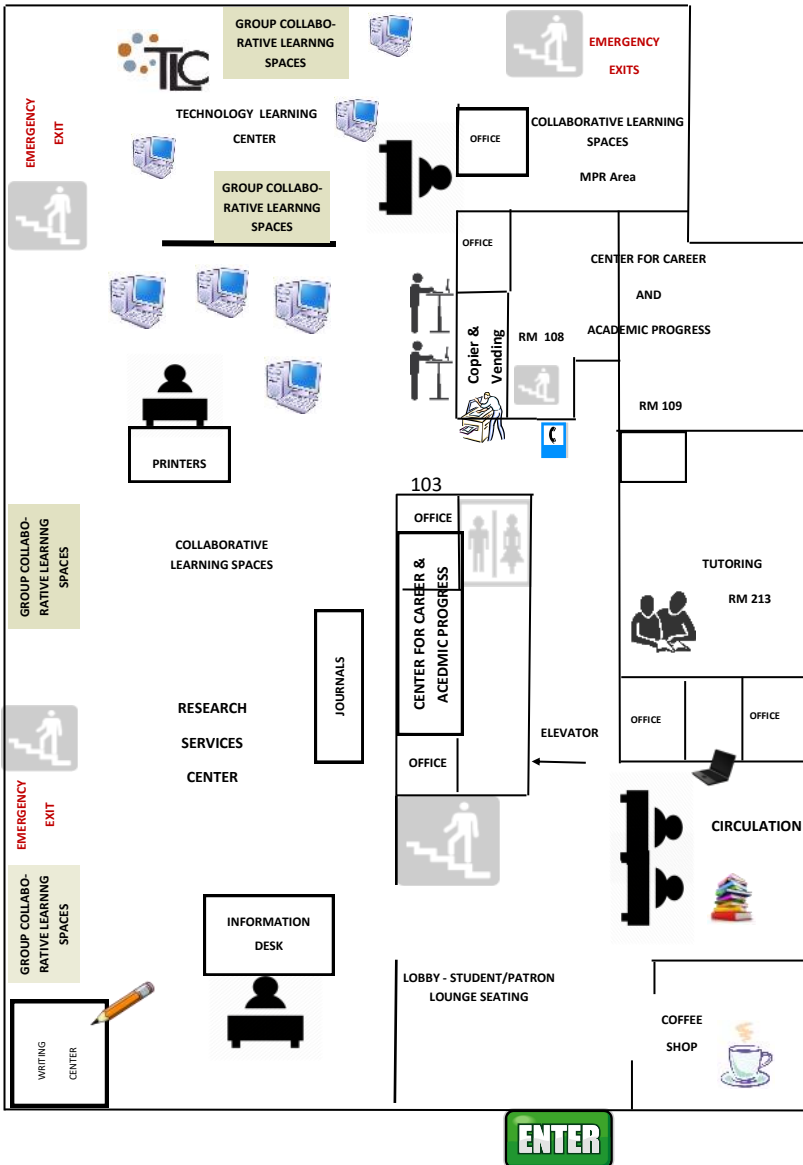 GROUP COLLABO-
RATIVE LEARNNG
SPACES
TLC
EMERGENCY
EXITS
EMERGENCY
EXIT
TECHNOLOGY LEARNING
CENTER
OFFICE
COLLABORATIVE LEARNING
SPACES
MPR Area
GROUP COLLABO-
RATIVE LEARNNG
SPACES
OFFICE
CENTER FOR CAREER
AND
ACADEMIC PROGRESS
Copier &
Vending
RM 108
RM 109
PRINTERS
103
OFFICE
GROUP COLLABO-
RATIVE LEARNNG
SPACES
COLLABORATIVE
LEARNING SPACES
CENTER FOR CAREER &
ACEDMIC PROGRESS
TUTORING
RM 213
JOURNALS
RESEARCH
SERVICES
CENTER
OFFICE
OFFICE
ELEVATOR
OFFICE
EMERGENCY
EXIT
CIRCULATION
GROUP COLLABO-
RATIVE LEARNNG
SPACES
INFORMATION
DESK
LOBBY - STUDENT/PATRON
LOUNGE SEATING
COFFEE
SHOP
WRITING
CENTER
ENTER